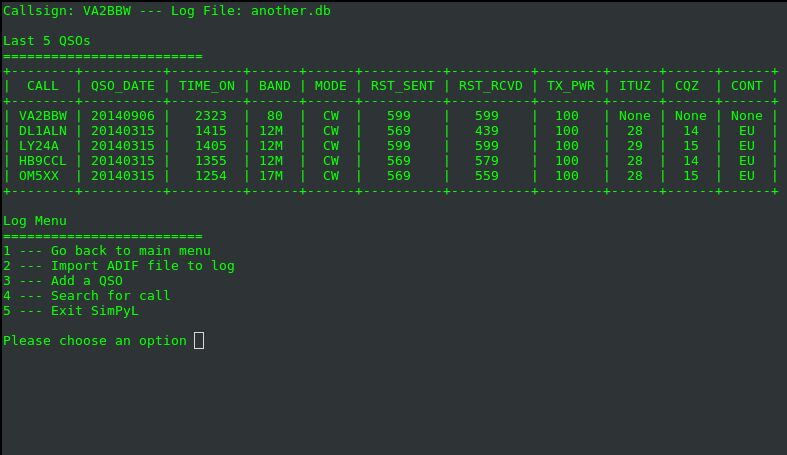 Callsign: VA2BBW --- Log File: another.db
Last 5 QSOs
=========================
+--------+----------+---------+------+------+----------+----------+--------+------+-----+------+
|  CALL  | QSO_DATE | TIME_ON | BAND | MODE | RST_SENT | RST_RCVD | TX_PWR | ITUZ | CQZ  | CONT |
+--------+----------+---------+------+------+----------+----------+--------+------+-----+------+
| VA2BBW | 20140906 |   2323  |  80  |  CW  |   599    |   599    |  100   | None | None | None |
| DL1ALN | 20140315 |   1415  | 12M  |  CW  |   569    |   439    |  100   |  28  |  14  |  EU  |
| LY24A  | 20140315 |   1405  | 12M  |  CW  |   599    |   599    |  100   |  29  |  15  |  EU  |
| HB9CCL | 20140315 |   1355  | 12M  |  CW  |   569    |   579    |  100   |  28  |  14  |  EU  |
| OM5XX  | 20140315 |   1254  | 17M  |  CW  |   569    |   559    |  100   |  28  |  15  |  EU  |
+--------+----------+---------+------+------+----------+----------+--------+------+-----+------+
Log Menu
=========================
1 --- Go back to main menu
2 --- Import ADIF file to log
3 --- Add a QSO
4 --- Search for call
5 --- Exit SimPyL
Please choose an option